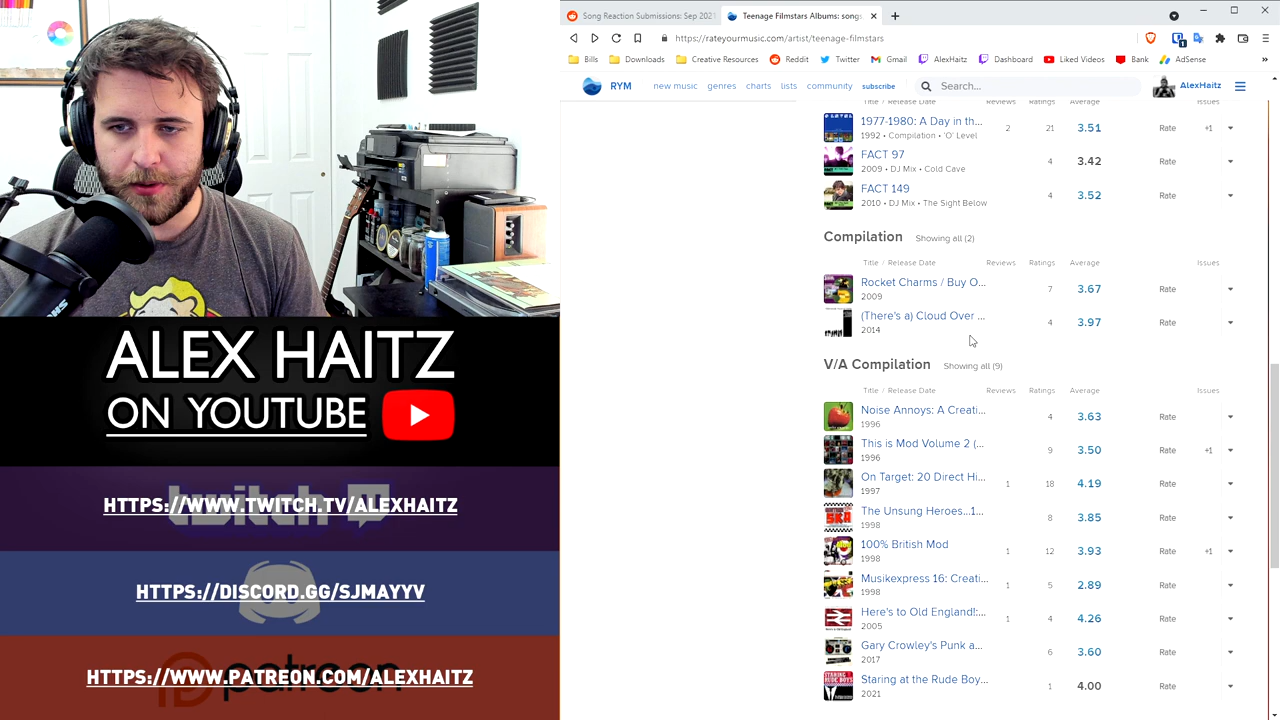 ALEX HAITZ
ON YOUTUBE
twitch
HTTPS://WWW.TWITCH.TV/ALEXHAITZ
HTTPS://DISCORD.GG/SJMAYYV
patreon
HTTPS://WWW.PATREON.COM/ALEXHAITZ
Song Reaction Submissions: Sep 2021
Teenage Filmstars Albums: songs,
https://rateyourmusic.com/artist/teenage-filmstars
1
Bills
Downloads
Creative Resources
Reddit
Twitter
Gmail
AlexHaitz
Dashboard
Liked Videos
Bank
AdSense
»
RYM
new music
genres
charts
lists
community
subscribe
Search...
AlexHaitz
Title / Release Date Reviews Ratings Average Issues
1977-1980: A Day in th... 2 21 3.51 Rate +1
1992 • Compilation • 'O' Level
FACT 97 4 3.42 Rate
2009 • DJ Mix • Cold Cave
FACT 149 4 3.52 Rate
2010 • DJ Mix • The Sight Below
Compilation Showing all (2)
Title / Release Date Reviews Ratings Average Issues
Rocket Charms / Buy O... 7 3.67 Rate
2009
(There's a) Cloud Over ... 4 3.97 Rate
2014
V/A Compilation Showing all (9)
Title / Release Date Reviews Ratings Average Issues
Noise Annoys: A Creati... 4 3.63 Rate
1996
This is Mod Volume 2 (... 9 3.50 Rate +1
1996
On Target: 20 Direct Hi... 1 18 4.19 Rate
1997
The Unsung Heroes...1... 8 3.85 Rate
1998
100% British Mod 1 12 3.93 Rate +1
1998
Musikexpress 16: Creati... 1 5 2.89 Rate
1998
Here's to Old England!:... 1 4 4.26 Rate
2005
Gary Crowley's Punk a... 6 3.60 Rate
2017
Staring at the Rude Boy... 1 4.00 Rate
2021